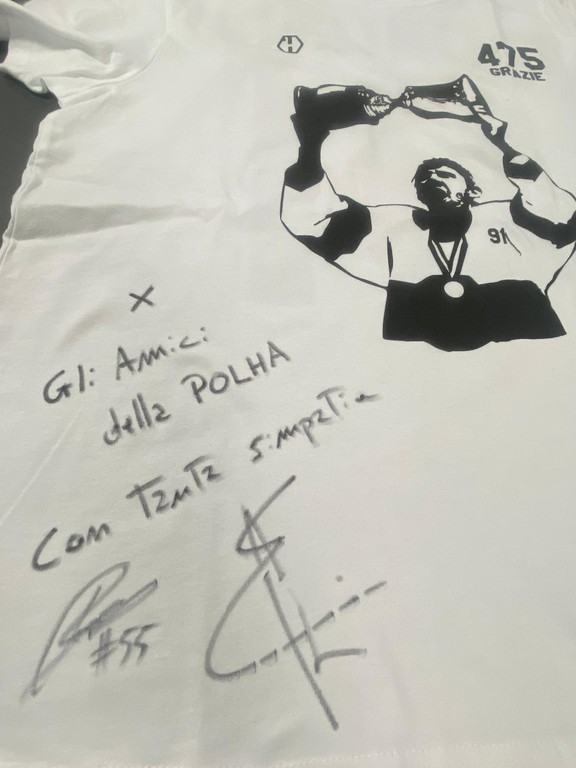 475
GRAZIE
91
x
Gli Amici
della POLHA
Con Tanta simpatia
#55